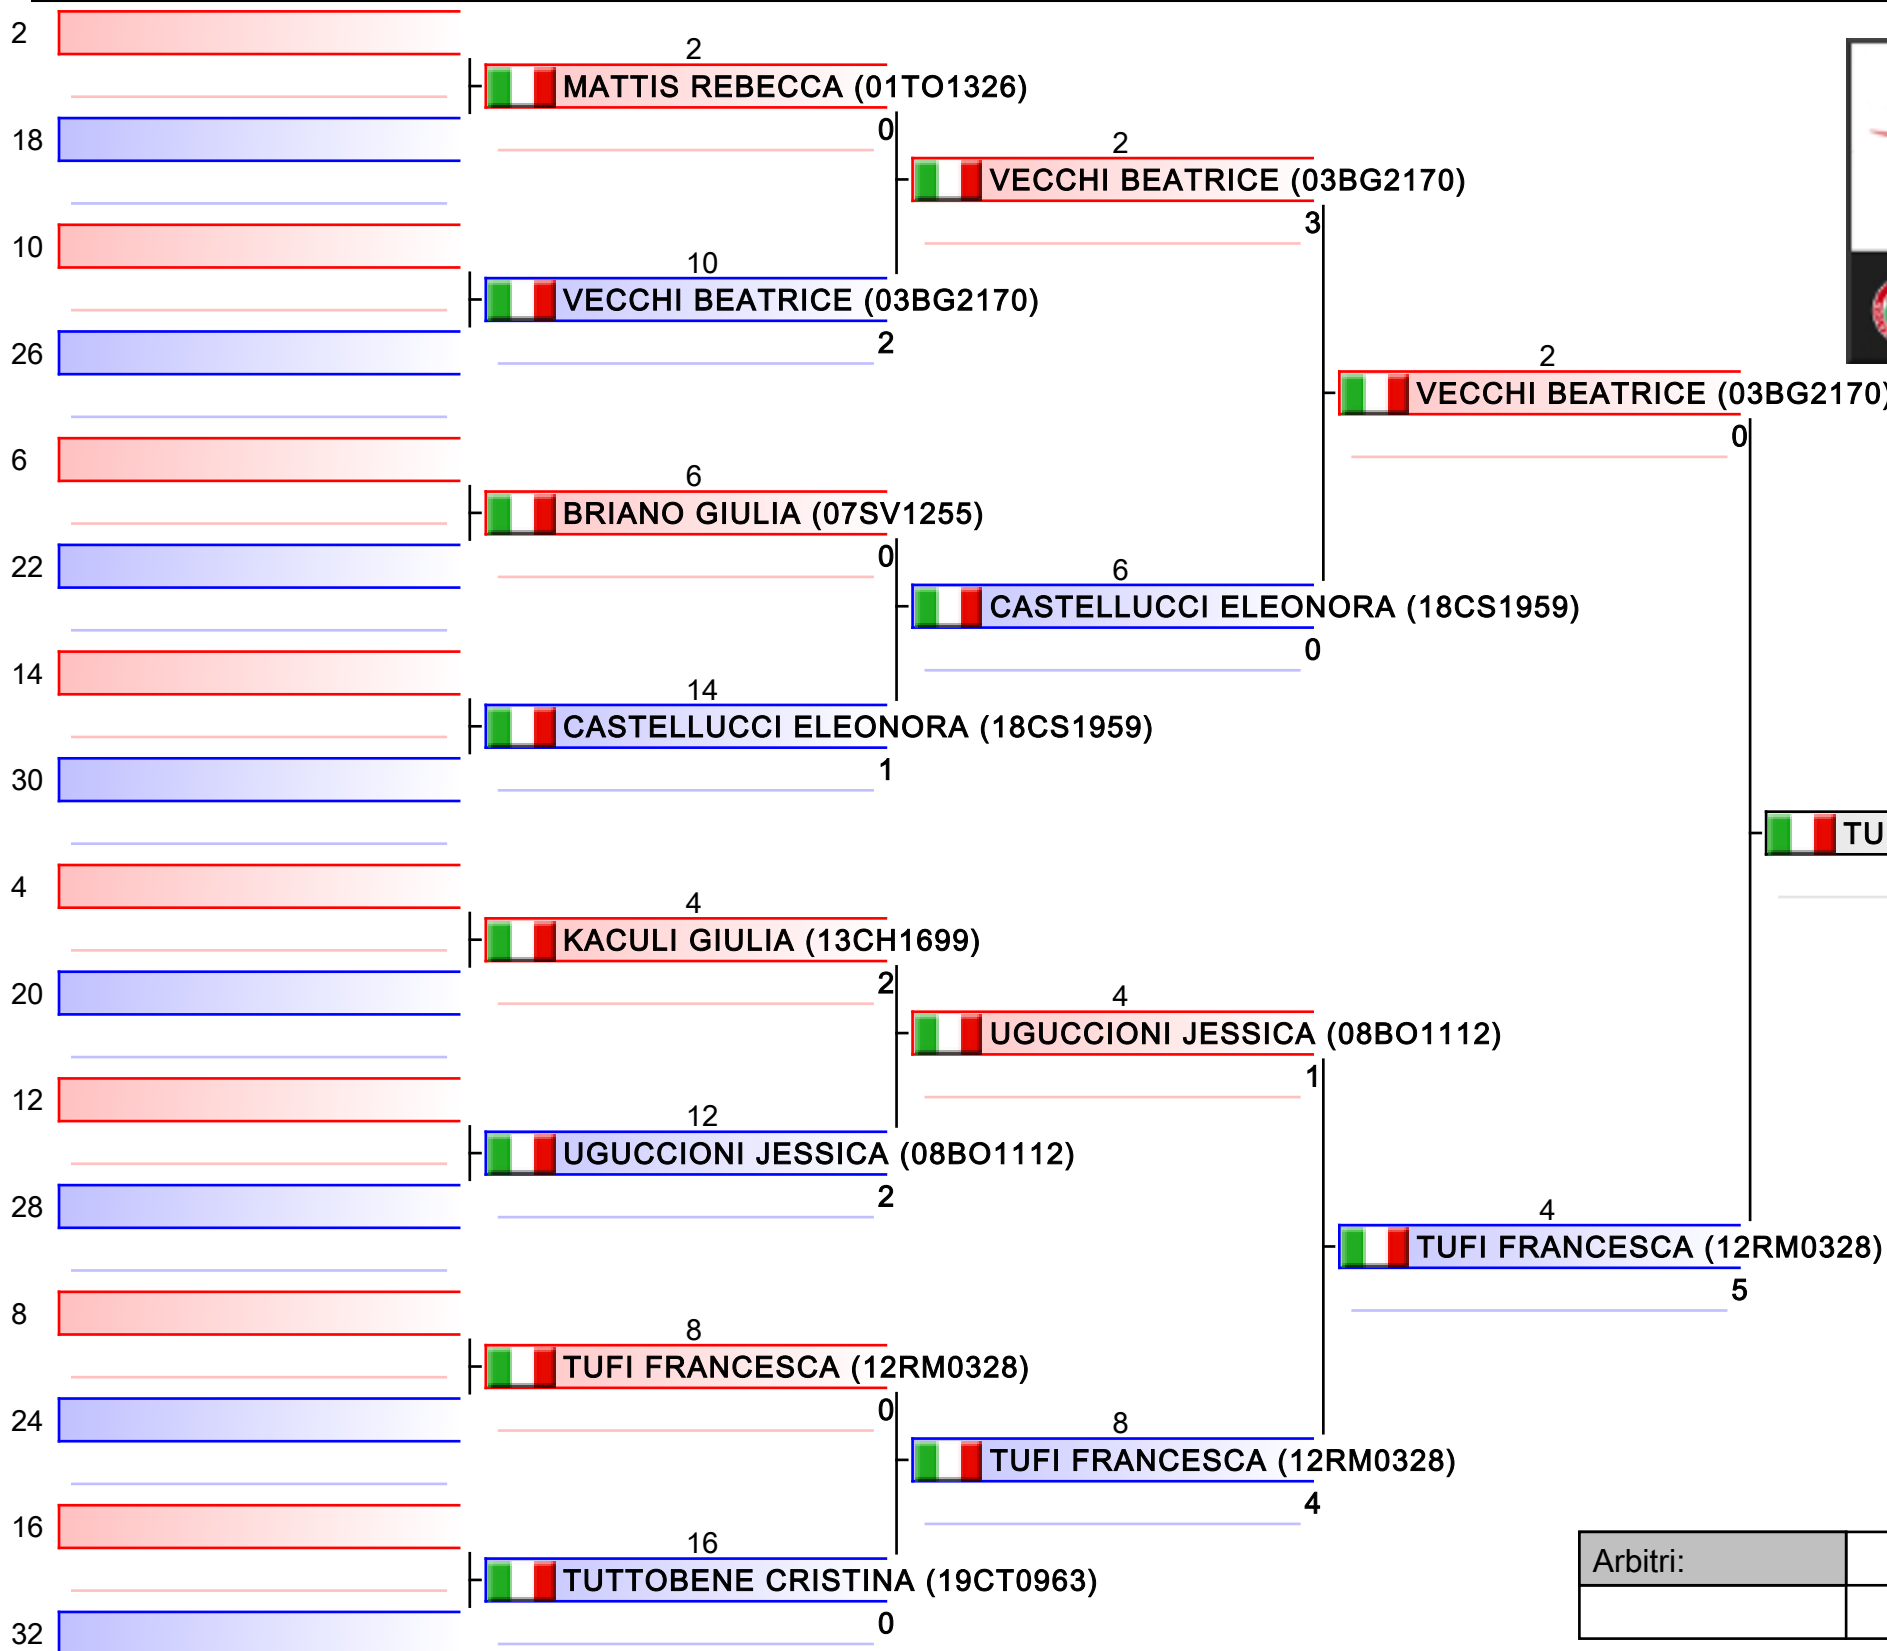 2
2
MATTIS REBECCA (01TO1326)
0
18
2
VECCHI BEATRICE (03BG2170)
3
10
10
VECCHI BEATRICE (03BG2170)
2
26
2
VECCHI BEATRICE (03BG2170)
0
6
6
BRIANO GIULIA (07SV1255)
0
22
6
CASTELLUCCI ELEONORA (18CS1959)
0
14
14
CASTELLUCCI ELEONORA (18CS1959)
1
30
TU
4
4
KACULI GIULIA (13CH1699)
2
20
4
UGUCCIONI JESSICA (08BO1112)
1
12
12
UGUCCIONI JESSICA (08BO1112)
2
28
4
TUFI FRANCESCA (12RM0328)
5
8
8
TUFI FRANCESCA (12RM0328)
0
24
8
TUFI FRANCESCA (12RM0328)
4
16
16
TUTTOBENE CRISTINA (19CT0963)
0
Arbitri:
32